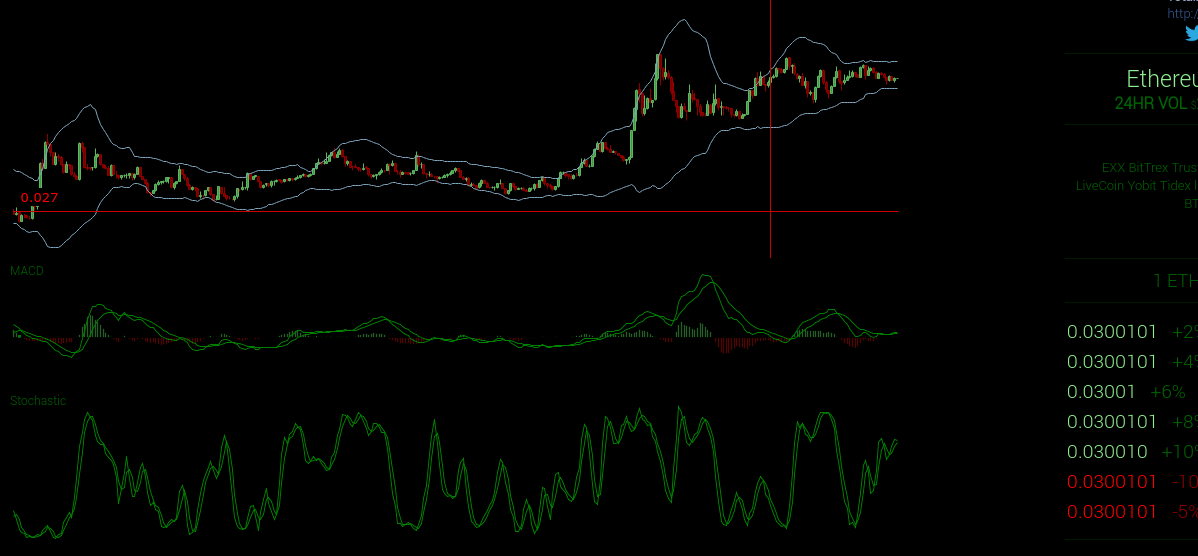 http:/
Ethereu
24HR VOL $
EXX BitTrex Trus
LiveCoin Yobit Tidex l
BT
0.027
MACD
1 ETH
0.0300101 +2%
0.0300101 +4%
0.03001 +6%
0.0300101 +8%
0.030010 +10%
0.0300101 -10
0.0300101 -5%
Stochastic